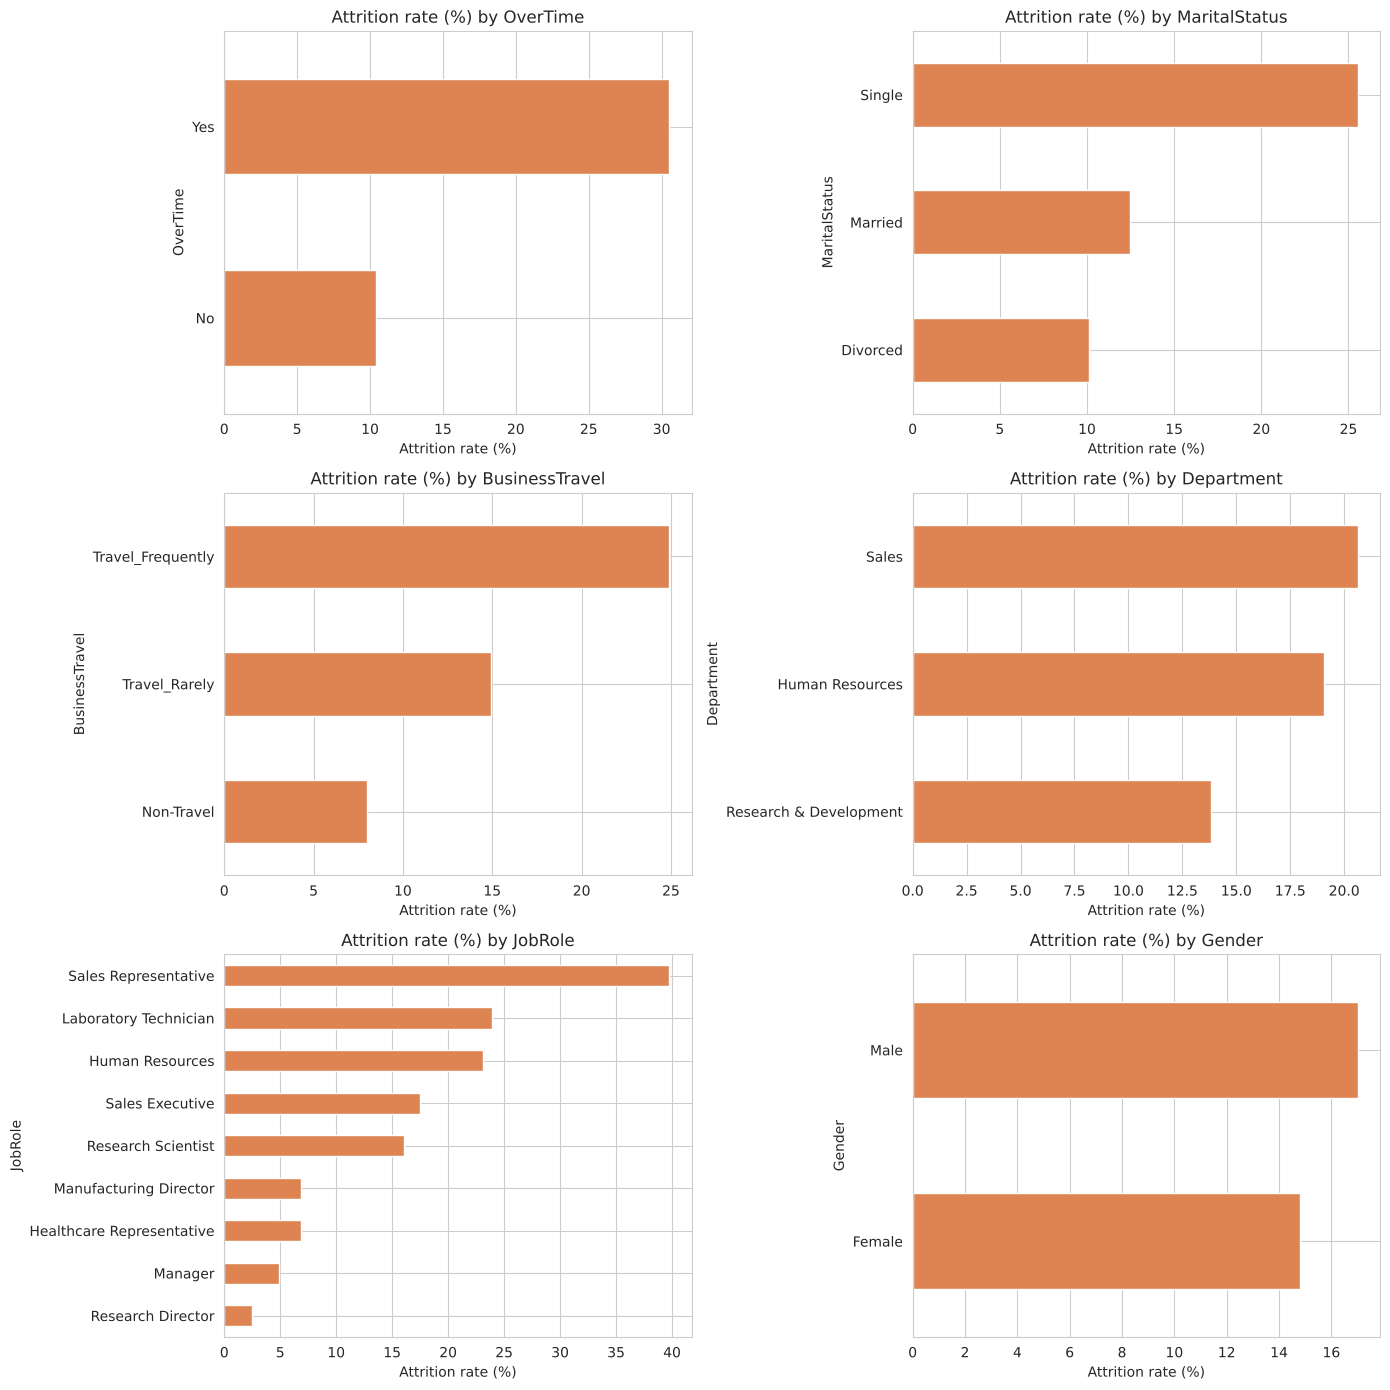 Attrition rate (%) by OverTime
OverTime
Yes
No
0 5 10 15 20 25 30
Attrition rate (%)
Attrition rate (%) by MaritalStatus
MaritalStatus
Single
Married
Divorced
0 5 10 15 20 25
Attrition rate (%)
Attrition rate (%) by BusinessTravel
BusinessTravel
Travel_Frequently
Travel_Rarely
Non-Travel
0 5 10 15 20 25
Attrition rate (%)
Attrition rate (%) by Department
Department
Sales
Human Resources
Research & Development
0.0 2.5 5.0 7.5 10.0 12.5 15.0 17.5 20.0
Attrition rate (%)
Attrition rate (%) by JobRole
JobRole
Sales Representative
Laboratory Technician
Human Resources
Sales Executive
Research Scientist
Manufacturing Director
Healthcare Representative
Manager
Research Director
0 5 10 15 20 25 30 35 40
Attrition rate (%)
Attrition rate (%) by Gender
Gender
Male
Female
0 2 4 6 8 10 12 14 16
Attrition rate (%)